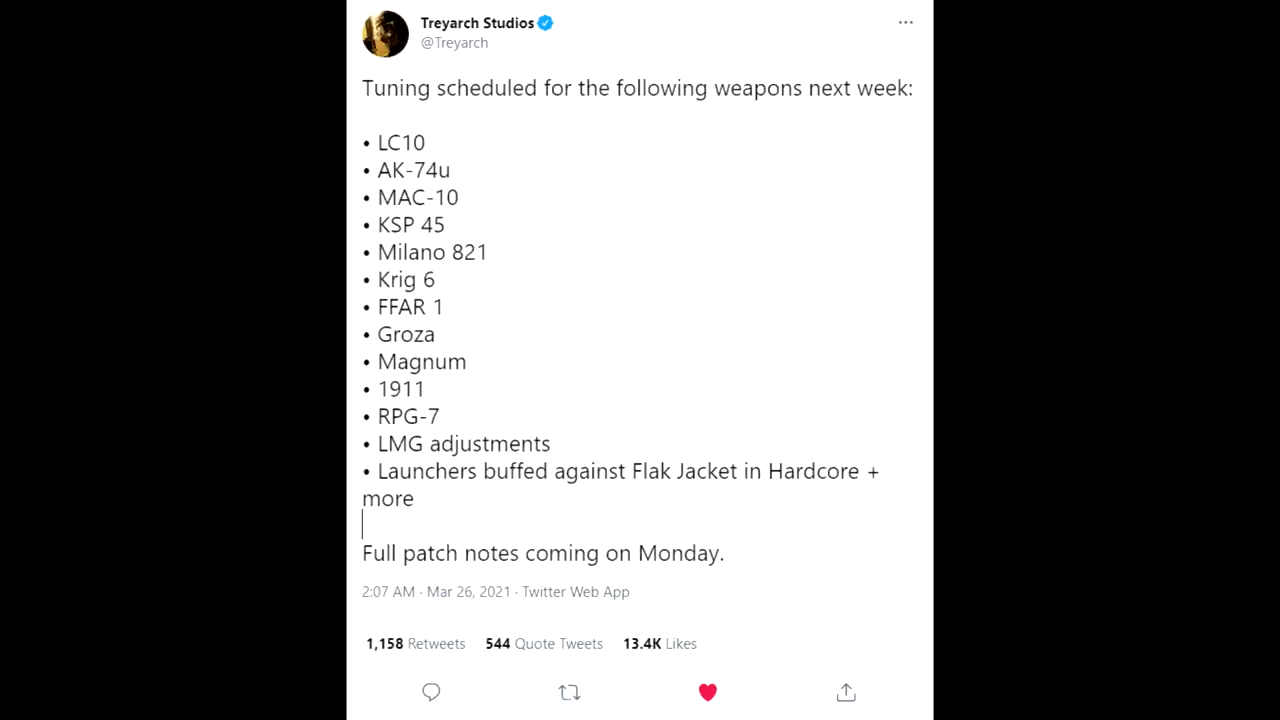 Treyarch Studios
@Treyarch
Tuning scheduled for the following weapons next week:
• LC10
• AK-74u
• MAC-10
• KSP 45
• Milano 821
• Krig 6
• FFAR 1
• Groza
• Magnum
• 1911
• RPG-7
• LMG adjustments
• Launchers buffed against Flak Jacket in Hardcore +
more
Full patch notes coming on Monday.
2:07 AM · Mar 26, 2021 · Twitter Web App
1,158 Retweets 544 Quote Tweets 13.4K Likes